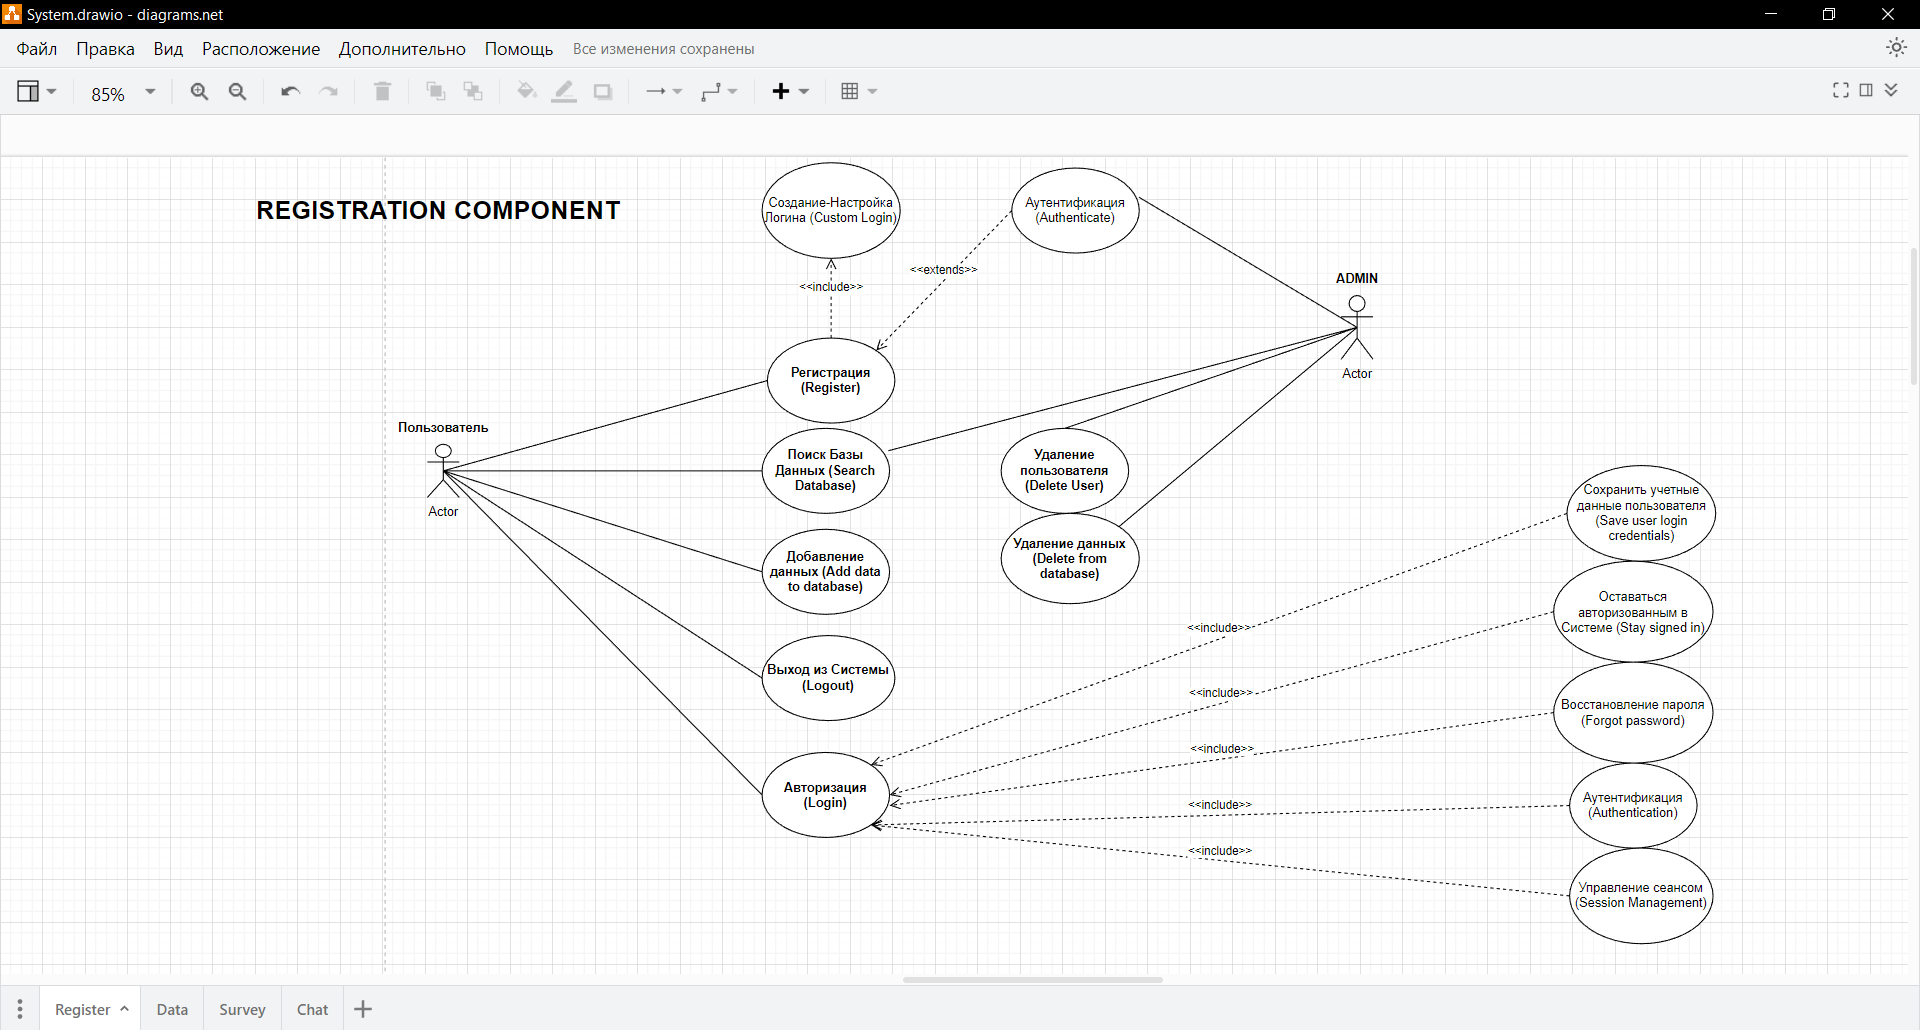 System.drawio - diagrams.net
Файл Правка Вид Расположение Дополнительно Помощь Все изменения сохранены
85%
REGISTRATION COMPONENT
Создание-Настройка
Логина (Custom Login)
Аутентификация
(Authenticate)
<<extends>>
<<include>>
ADMIN
Actor
Регистрация
(Register)
Пользователь
Actor
Поиск Базы
Данных (Search
Database)
Удаление
пользователя
(Delete User)
Сохранить учетные
данные пользователя
(Save user login
credentials)
Удаление данных
(Delete from
database)
Добавление
данных (Add data
to database)
Оставаться
авторизованным в
Системе (Stay signed in)
<<include>>
Выход из Системы
(Logout)
<<include>>
Восстановление пароля
(Forgot password)
<<include>>
Авторизация
(Login)
<<include>>
Аутентификация
(Authentication)
<<include>>
Управление сеансом
(Session Management)
Register Data Survey Chat